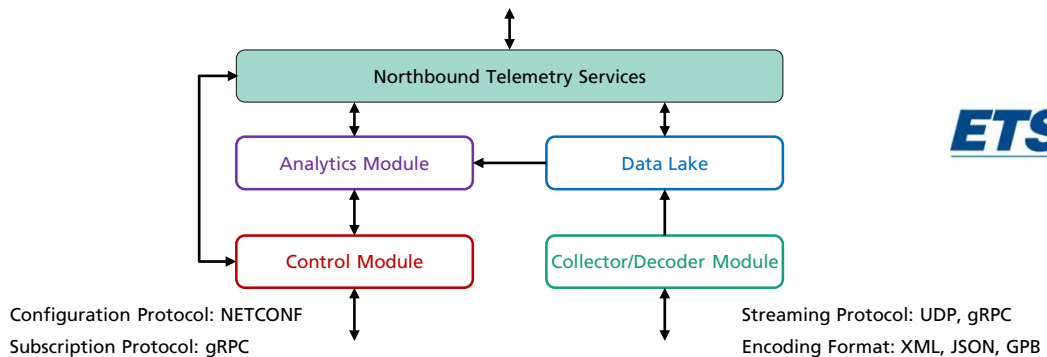 Northbound Telemetry Services
Analytics Module
Data Lake
Control Module
Collector/Decoder Module
Configuration Protocol: NETCONF
Streaming Protocol: UDP, gRPC
Subscription Protocol: gRPC
Encoding Format: XML, JSON, GPB